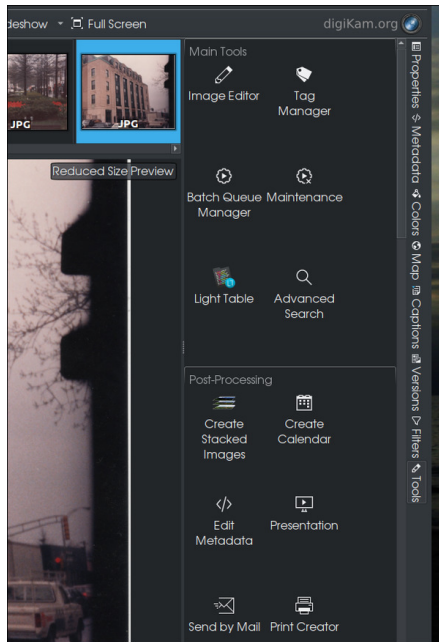 deshow
Full Screen
digiKam.org
JPG
JPG
Reduced Size Preview
Main Tools
Image Editor
Tag
Manager
Batch Queue
Manager
Maintenance
Light Table
Advanced
Search
Post-Processing
Create
Stacked
Images
Create
Calendar
Edit
Metadata
Presentation
Send by Mail
Print Creator
Properties
Metadata
Colors
Map
Captions
Versions
Filters
Tools